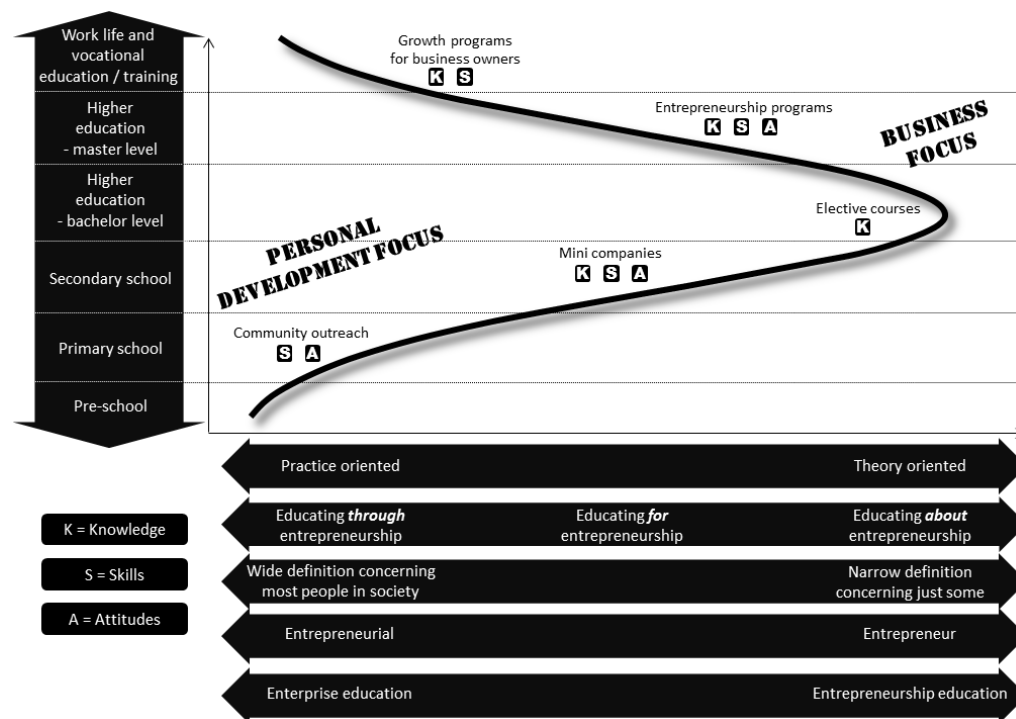 Work life and
vocational
education / training
Higher
education
- master level
Higher
education
- bachelor level
Secondary school
Primary school
Pre-school
Growth programs
for business owners
K S
Entrepreneurship programs
K S A
BUSINESS
FOCUS
Elective courses
K
PERSONAL
DEVELOPMENT FOCUS
Mini companies
K S A
Community outreach
S A
Practice oriented
Theory oriented
Educating through
entrepreneurship
Educating for
entrepreneurship
Educating about
entrepreneurship
Wide definition concerning
most people in society
Narrow definition
concerning just some
Entrepreneurial
Entrepreneur
Enterprise education
Entrepreneurship education
K = Knowledge
S = Skills
A = Attitudes